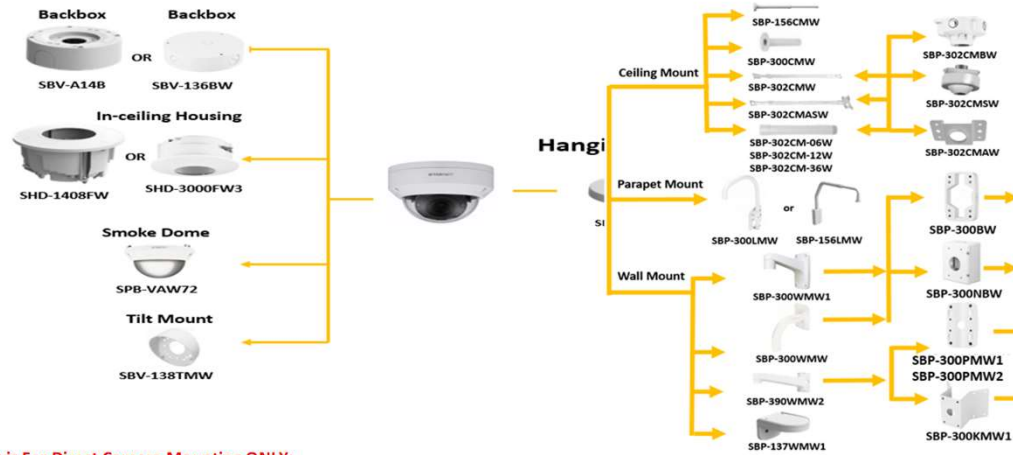 Backbox
Backbox
OR
SBV-A14B
SBV-136BW
In-ceiling Housing
OR
SHD-1408FW
SHD-3000FW3
Smoke Dome
SPB-VAW72
Tilt Mount
SBV-138TMW
Hangi
Ceiling Mount
SBP-156CMW
SBP-300CMW
SBP-302CMW
SBP-302CMASW
SBP-302CM-06W
SBP-302CM-12W
SBP-302CM-36W
SBP-302CMBW
SBP-302CMSW
SBP-302CMAW
Parapet Mount
or
SBP-300LMW
SBP-156LMW
Wall Mount
SBP-300WMW1
SBP-300WMW
SBP-390WMW2
SBP-137WMW1
SBP-300BW
SBP-300NBW
SBP-300PMW1
SBP-300PMW2
SBP-300KMW1